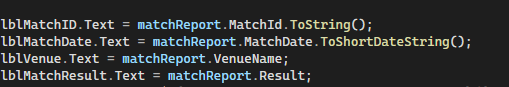 lblMatchID.Text = matchReport.MatchId.ToString();
lblMatchDate.Text = matchReport.MatchDate.ToShortDateString();
lblVenue.Text = matchReport.VenueName;
lblMatchResult.Text = matchReport.Result;